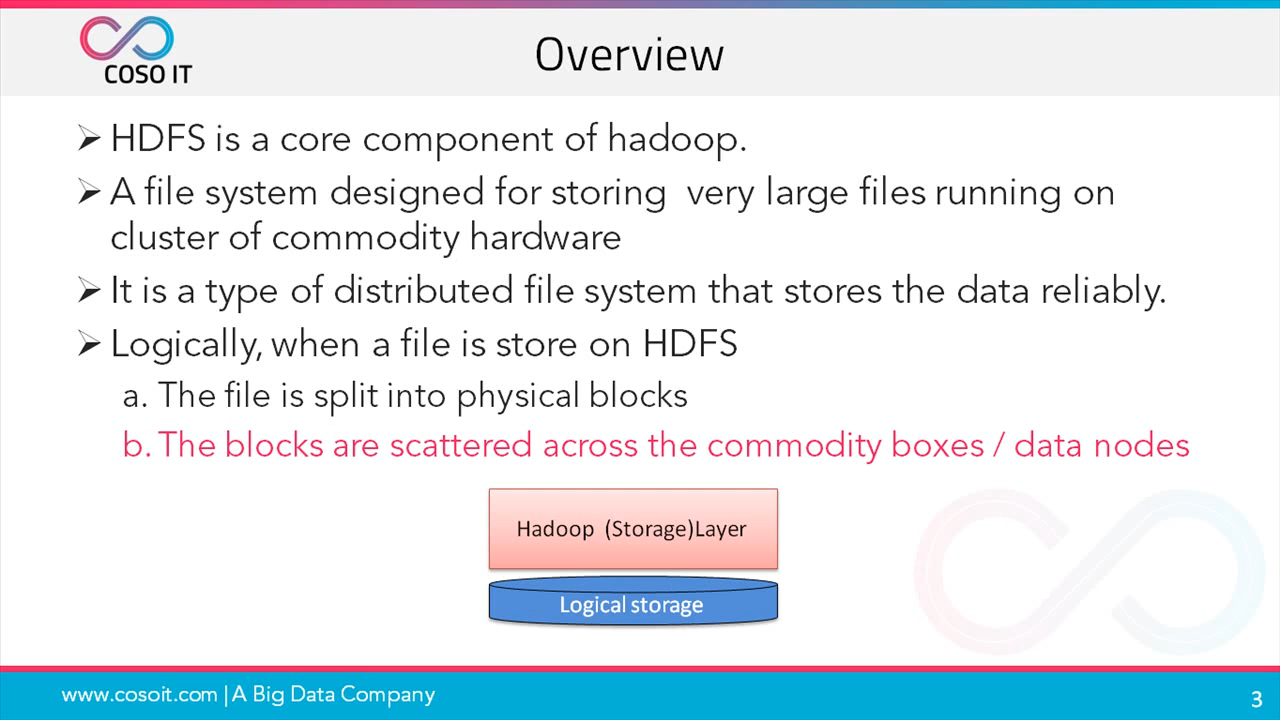 COSO IT
Overview
➢ HDFS is a core component of hadoop.
➢ A file system designed for storing  very large files running on
cluster of commodity hardware
➢ It is a type of distributed file system that stores the data reliably.
➢ Logically, when a file is store on HDFS
a. The file is split into physical blocks
b. The blocks are scattered across the commodity boxes / data nodes
Hadoop  (Storage)Layer
Logical storage
www.cosoit.com | A Big Data Company
3